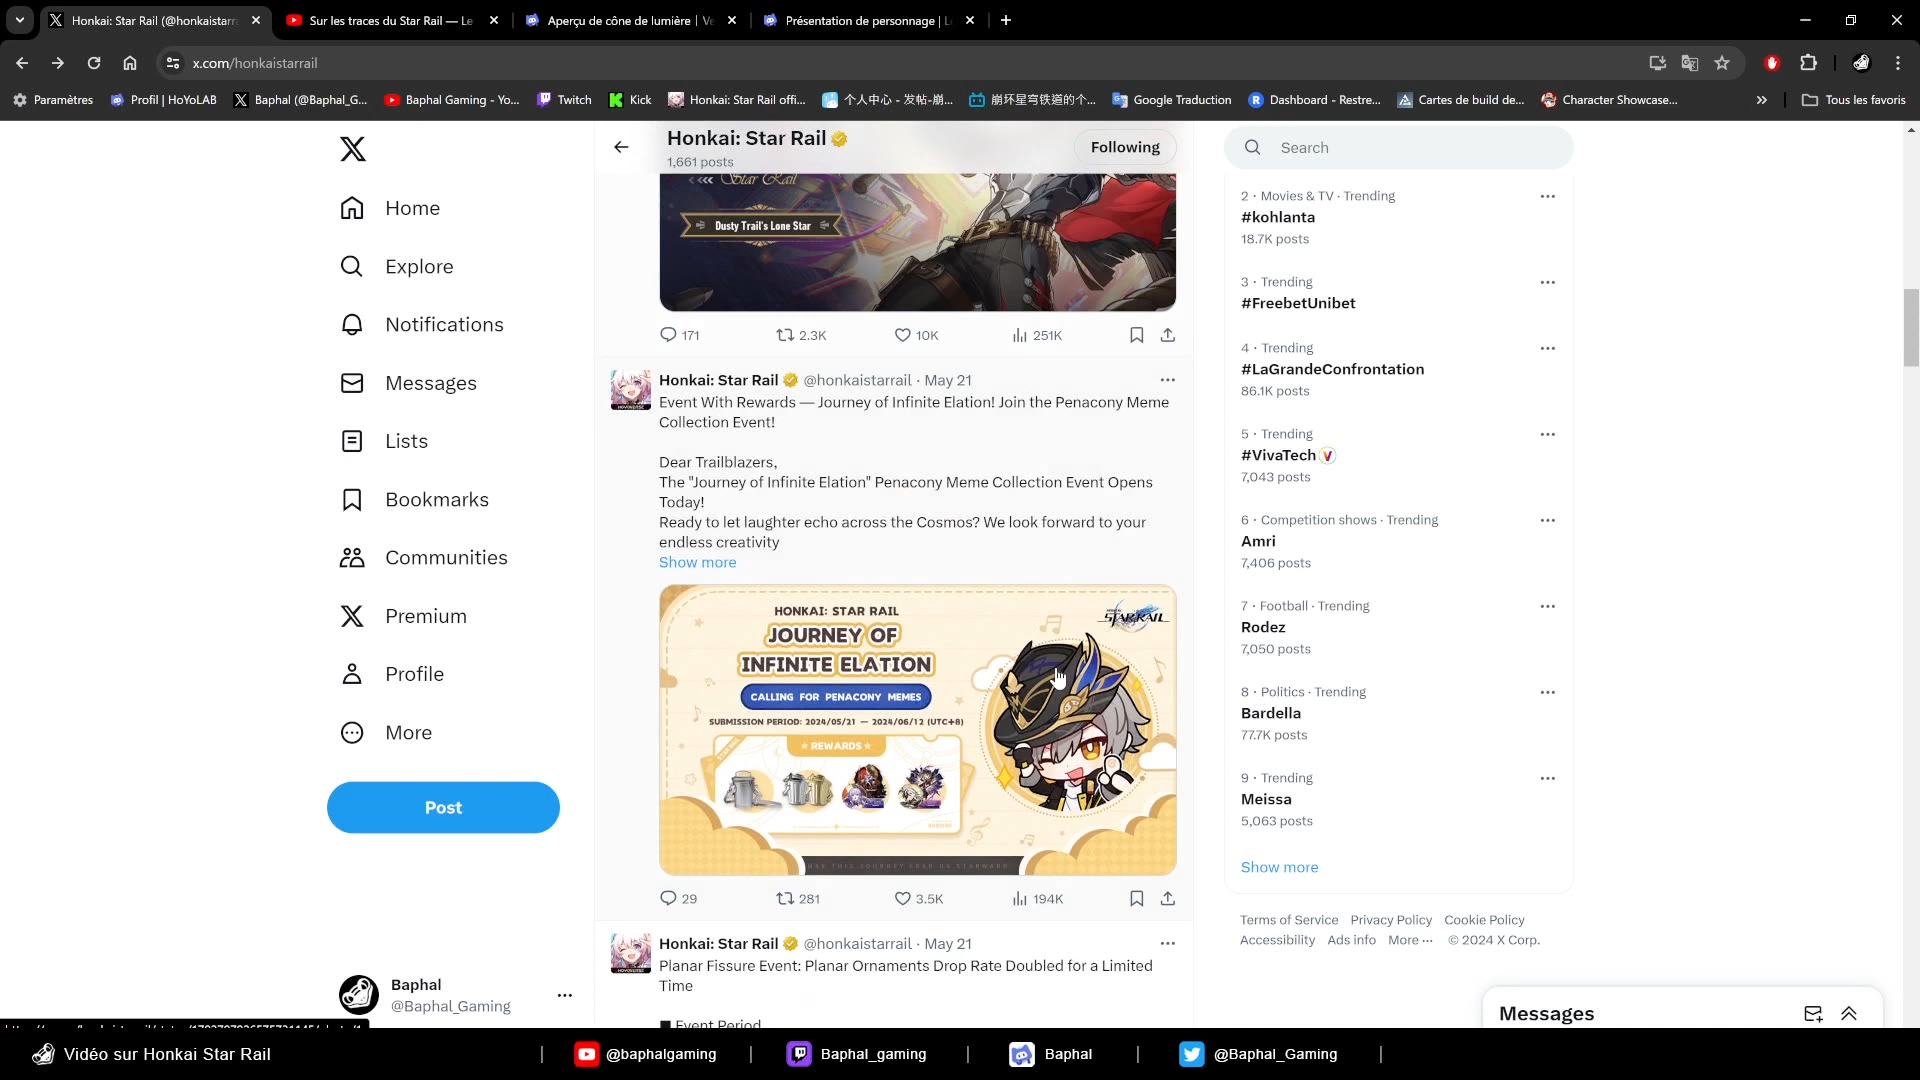 Honkai: Star Rail (@honkaistarr
Sur les traces du Star Rail — Le
Aperçu de cône de lumière | Ve
Présentation de personnage | L
x.com/honkaistarrail
Paramètres
Profil | HoYoLAB
Baphal (@Baphal_G...
Baphal Gaming - Yo...
Twitch
Kick
Honkai: Star Rail offi...
个人中心 - 发帖-崩...
崩坏星穹铁道的个...
Google Traduction
Dashboard - Restre...
Cartes de build de...
Character Showcase...
Tous les favoris
Home
Explore
Notifications
Messages
Lists
Bookmarks
Communities
Premium
Profile
More
Post
Baphal
@Baphal_Gaming
Honkai: Star Rail
1,661 posts
Following
Star Rail
Dusty Trail's Lone Star
171
2.3K
10K
251K
Honkai: Star Rail @honkaistarrail · May 21
Event With Rewards — Journey of Infinite Elation! Join the Penacony Meme
Collection Event!
Dear Trailblazers,
The "Journey of Infinite Elation" Penacony Meme Collection Event Opens
Today!
Ready to let laughter echo across the Cosmos? We look forward to your
endless creativity
Show more
HONKAI: STAR RAIL
JOURNEY OF
INFINITE ELATION
CALLING FOR PENACONY MEMES
SUBMISSION PERIOD: 2024/05/21 — 2024/06/12 (UTC+8)
REWARDS
STAR RAIL
29
281
3.5K
194K
Honkai: Star Rail @honkaistarrail · May 21
Planar Fissure Event: Planar Ornaments Drop Rate Doubled for a Limited
Time
■ Event Period
Search
2 · Movies & TV · Trending
#kohlanta
18.7K posts
3 · Trending
#FreebetUnibet
4 · Trending
#LaGrandeConfrontation
86.1K posts
5 · Trending
#VivaTech
7,043 posts
6 · Competition shows · Trending
Amri
7,406 posts
7 · Football · Trending
Rodez
7,050 posts
8 · Politics · Trending
Bardella
77.7K posts
9 · Trending
Meissa
5,063 posts
Show more
Terms of Service Privacy Policy Cookie Policy
Accessibility Ads info More ··· © 2024 X Corp.
Messages
Vidéo sur Honkai Star Rail
@baphalgaming
Baphal_gaming
Baphal
@Baphal_Gaming